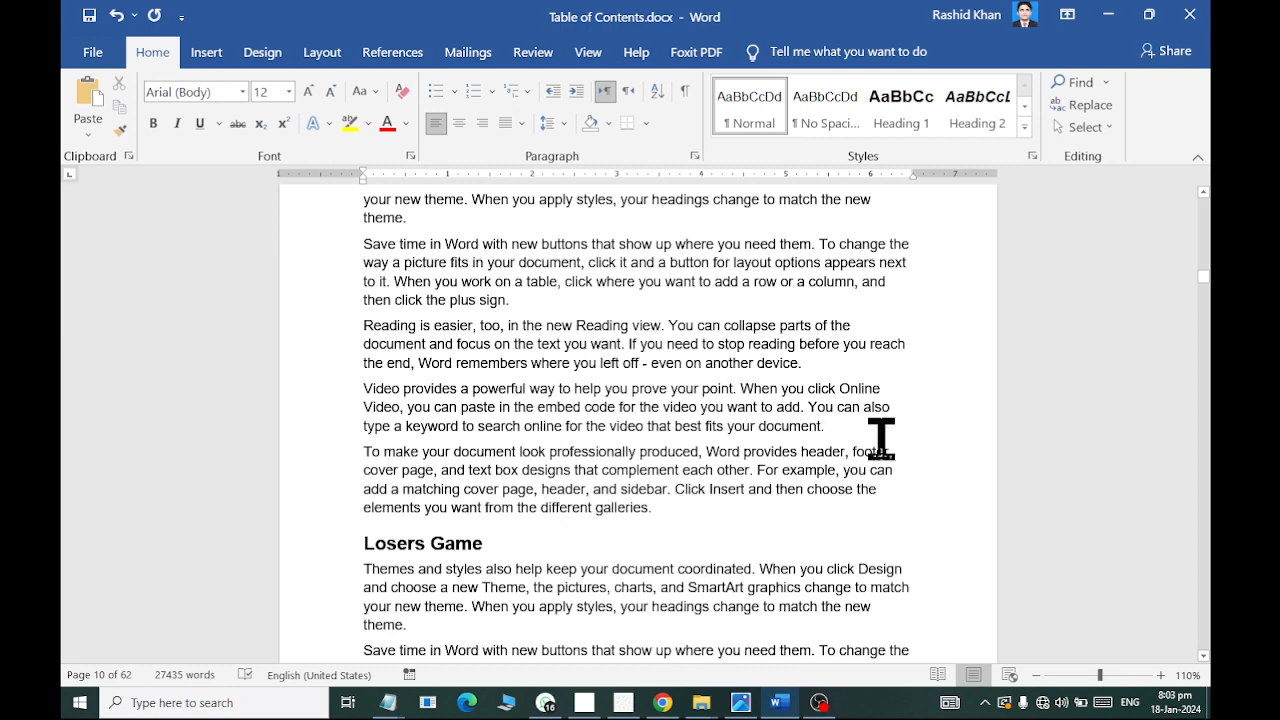 Table of Contents.docx - Word
Rashid Khan
File Home Insert Design Layout References Mailings Review View Help Foxit PDF Tell me what you want to do Share
Paste
Arial (Body) 12
Aa
B I U abc X₂ X² A A
AaBbCcDd AaBbCcDd AaBbCc AaBbCcL
¶ Normal ¶ No Spaci... Heading 1 Heading 2
Find
Replace
Select
Clipboard Font Paragraph Styles Editing
1 1 2 3 4 5 6 7
your new theme. When you apply styles, your headings change to match the new
theme.
Save time in Word with new buttons that show up where you need them. To change the
way a picture fits in your document, click it and a button for layout options appears next
to it. When you work on a table, click where you want to add a row or a column, and
then click the plus sign.
Reading is easier, too, in the new Reading view. You can collapse parts of the
document and focus on the text you want. If you need to stop reading before you reach
the end, Word remembers where you left off - even on another device.
Video provides a powerful way to help you prove your point. When you click Online
Video, you can paste in the embed code for the video you want to add. You can also
type a keyword to search online for the video that best fits your document.
To make your document look professionally produced, Word provides header, footer,
cover page, and text box designs that complement each other. For example, you can
add a matching cover page, header, and sidebar. Click Insert and then choose the
elements you want from the different galleries.
Losers Game
Themes and styles also help keep your document coordinated. When you click Design
and choose a new Theme, the pictures, charts, and SmartArt graphics change to match
your new theme. When you apply styles, your headings change to match the new
theme.
Save time in Word with new buttons that show up where you need them. To change the
Page 10 of 62 27435 words English (United States) 110%
Type here to search
16
ENG
8:03 pm
18-Jan-2024